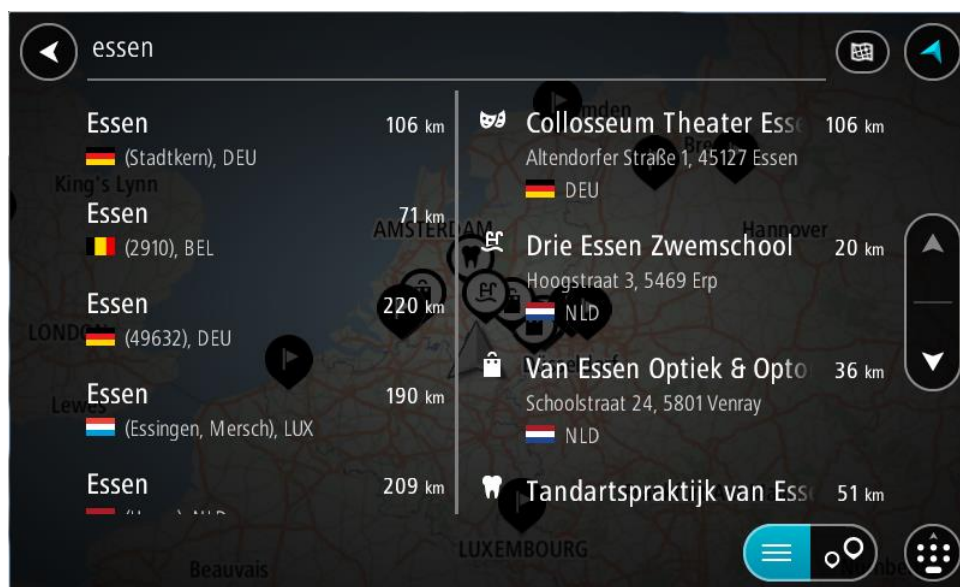 essen
Essen 106 km
(Stadtkern), DEU
Essen 71 km
(2910), BEL
Essen 220 km
(49632), DEU
Essen 190 km
(Essingen, Mersch), LUX
Essen 209 km
NLD
Collosseum Theater Esse 106 km
Altendorfer Straße 1, 45127 Essen
DEU
Drie Essen Zwemschool 20 km
Hoogstraat 3, 5469 Erp
NLD
Van Essen Optiek & Opto 36 km
Schoolstraat 24, 5801 Venray
NLD
Tandartspraktijk van Esse 51 km
King's Lynn
AMSTERDAM
Hannover
LONDON
Lewes
LUXEMBOURG
Beauvais